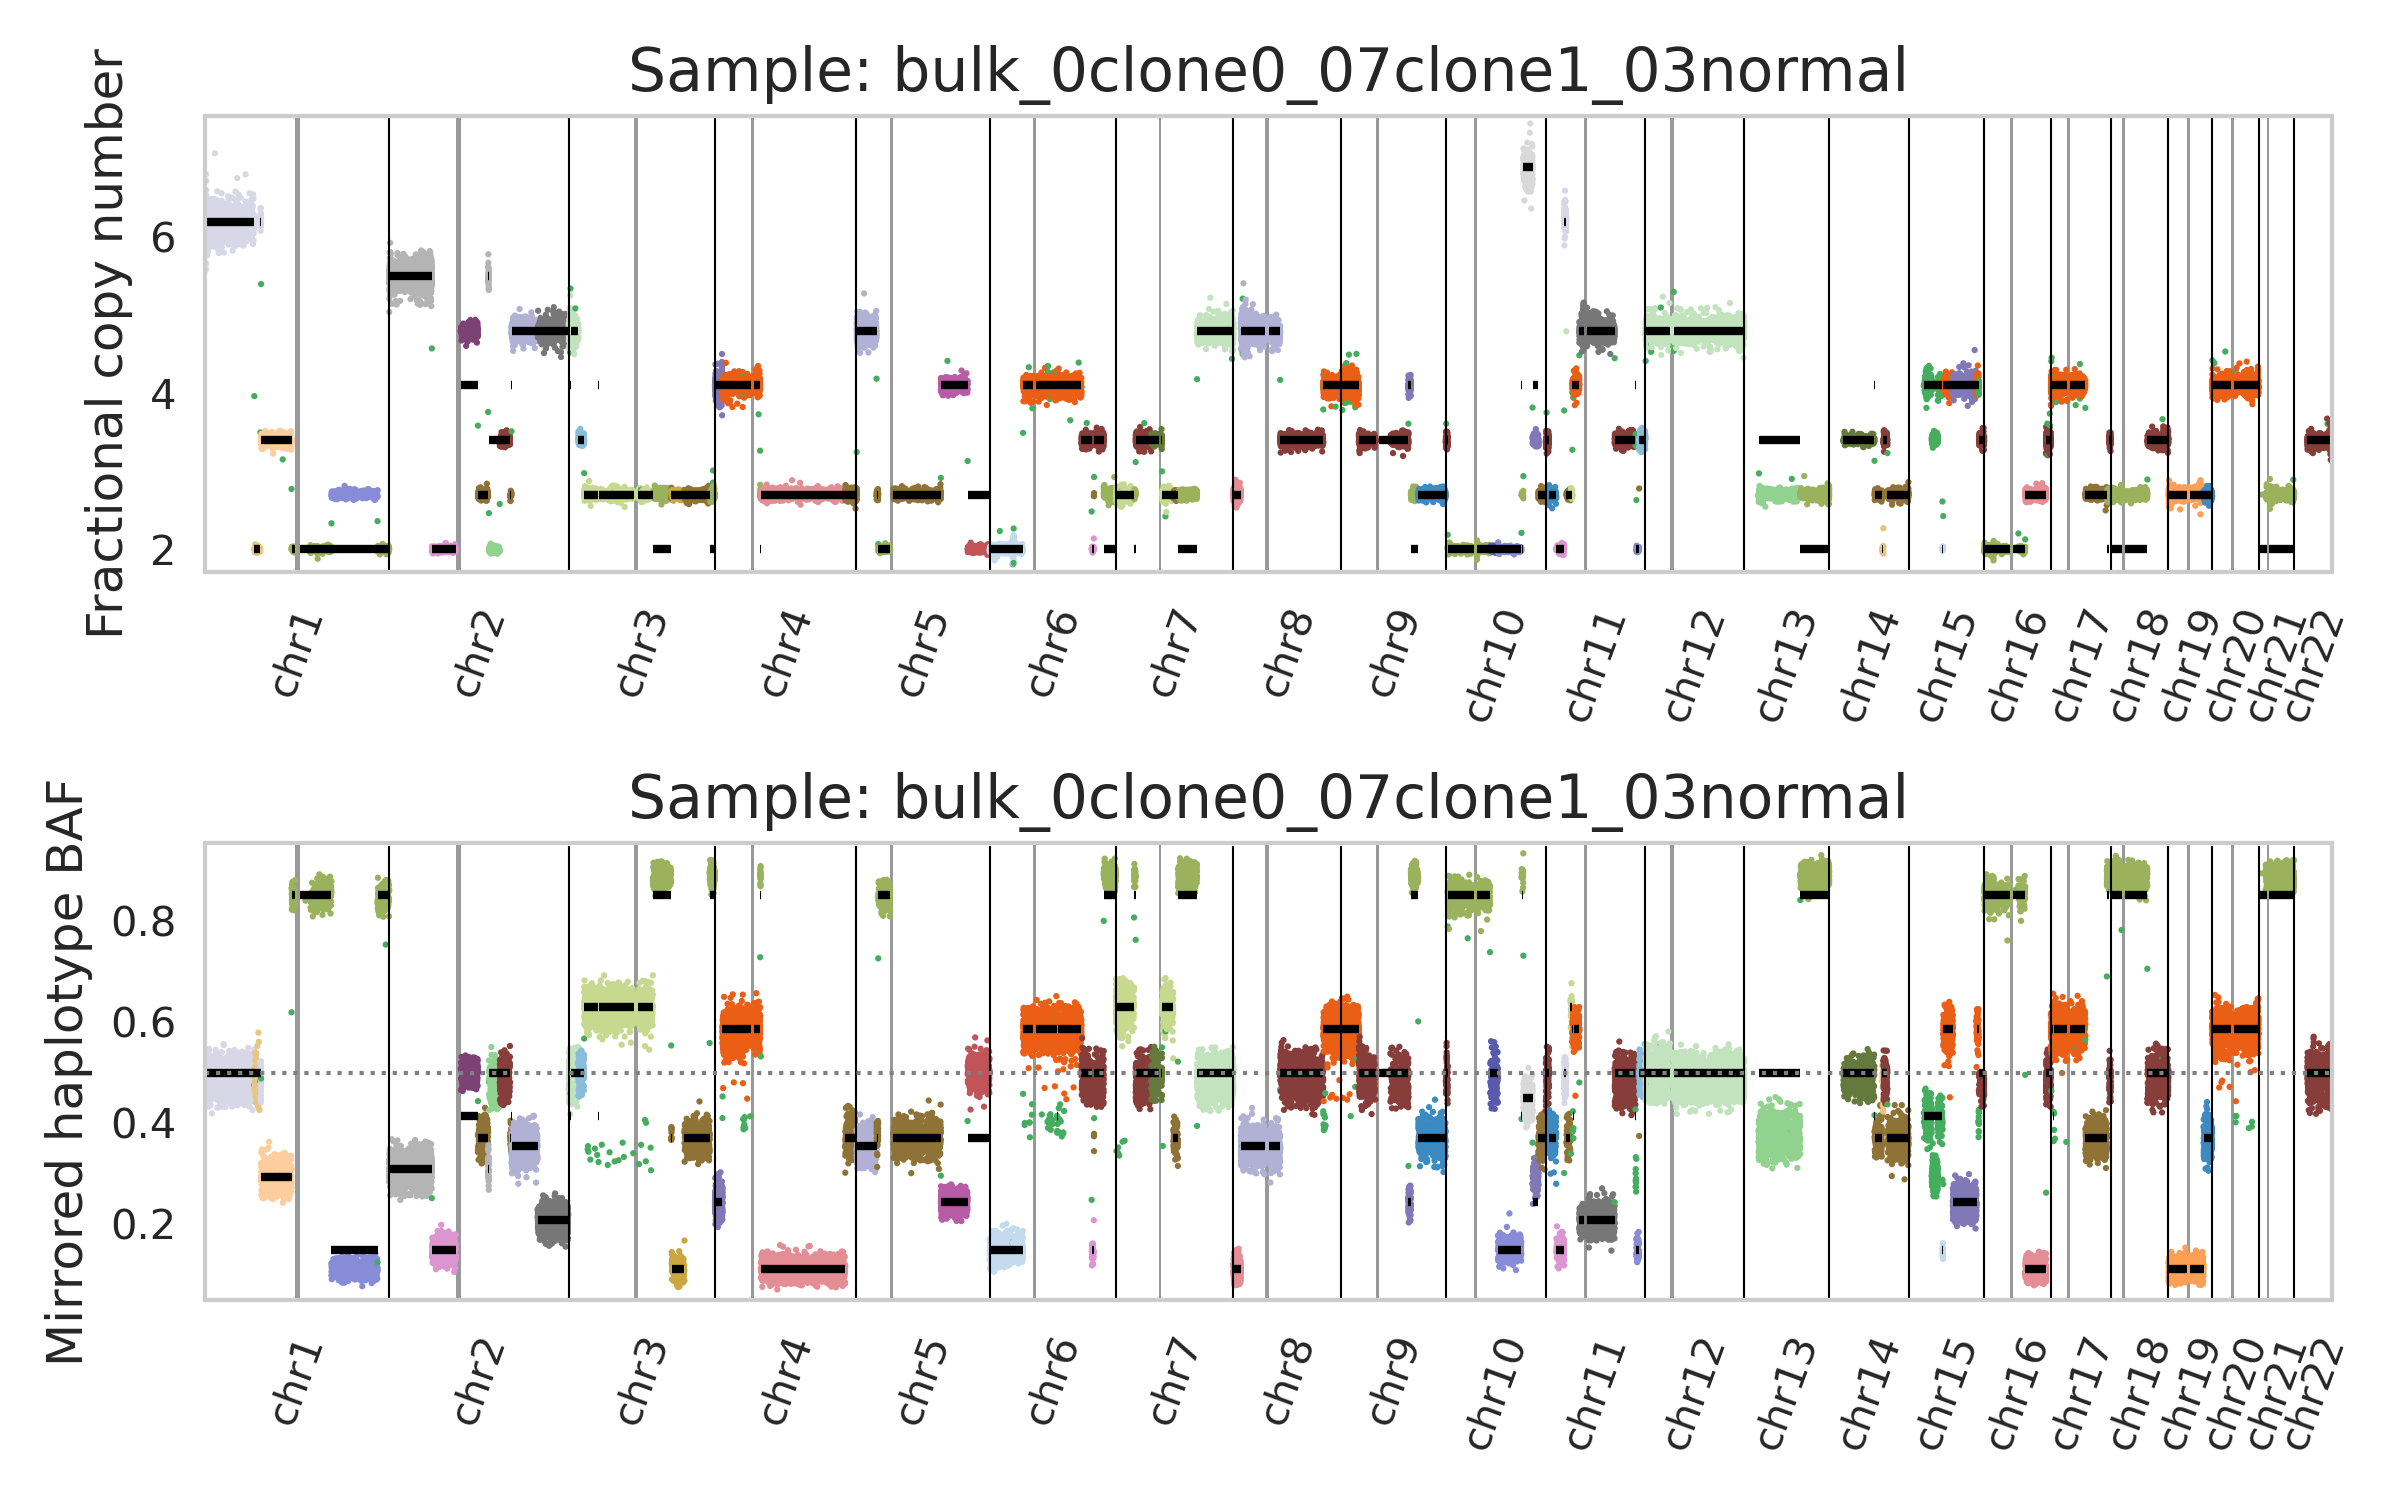 Sample: bulk_0clone0_07clone1_03normal
Fractional copy number
6
4
2
chr1
chr2
chr3
chr4
chr5
chr6
chr7
chr8
chr9
chr10
chr11
chr12
chr13
chr14
chr15
chr16
chr17
chr18
chr19
chr20
chr21
chr22
Sample: bulk_0clone0_07clone1_03normal
Mirrored haplotype BAF
0.8
0.6
0.4
0.2
chr1
chr2
chr3
chr4
chr5
chr6
chr7
chr8
chr9
chr10
chr11
chr12
chr13
chr14
chr15
chr16
chr17
chr18
chr19
chr20
chr21
chr22